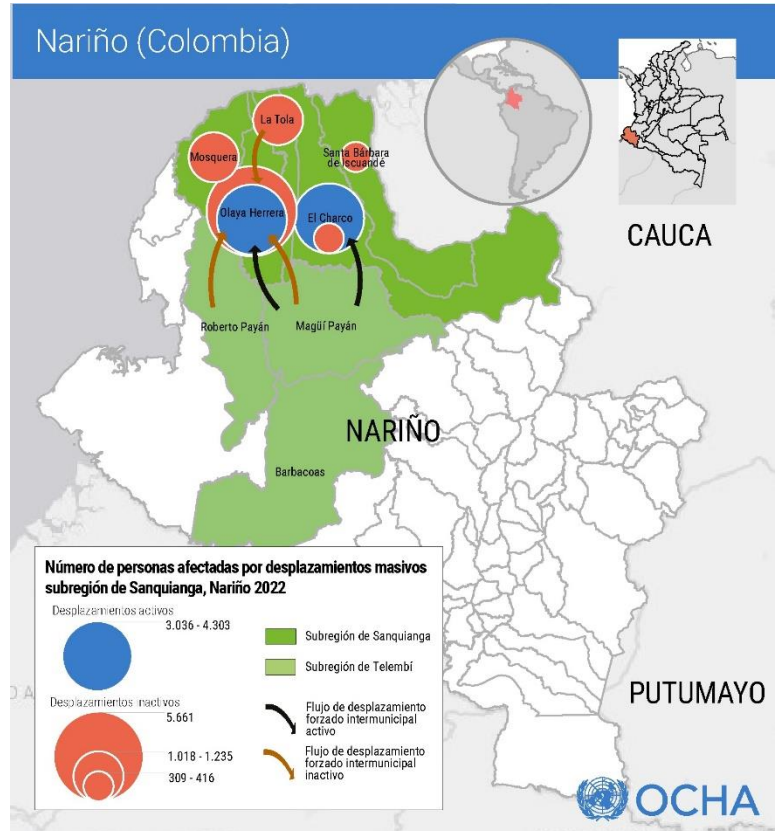 Nariño (Colombia)
La Tola
Mosquera
Santa Bárbara
de Iscuandé
Olaya Herrera
El Charco
CAUCA
Roberto Payán
Magüí Payán
NARIÑO
Barbacoas
Número de personas afectadas por desplazamientos masivos
subregión de Sanquianga, Nariño 2022
Desplazamientos activos
3.036 - 4.303
Subregión de Sanquianga
Subregión de Telembí
Desplazamientos inactivos
5.661
1.018 - 1.235
309 - 416
Flujo de desplazamiento
forzado intermunicipal
activo
Flujo de desplazamiento
forzado intermunicipal
inactivo
PUTUMAYO
OCHA